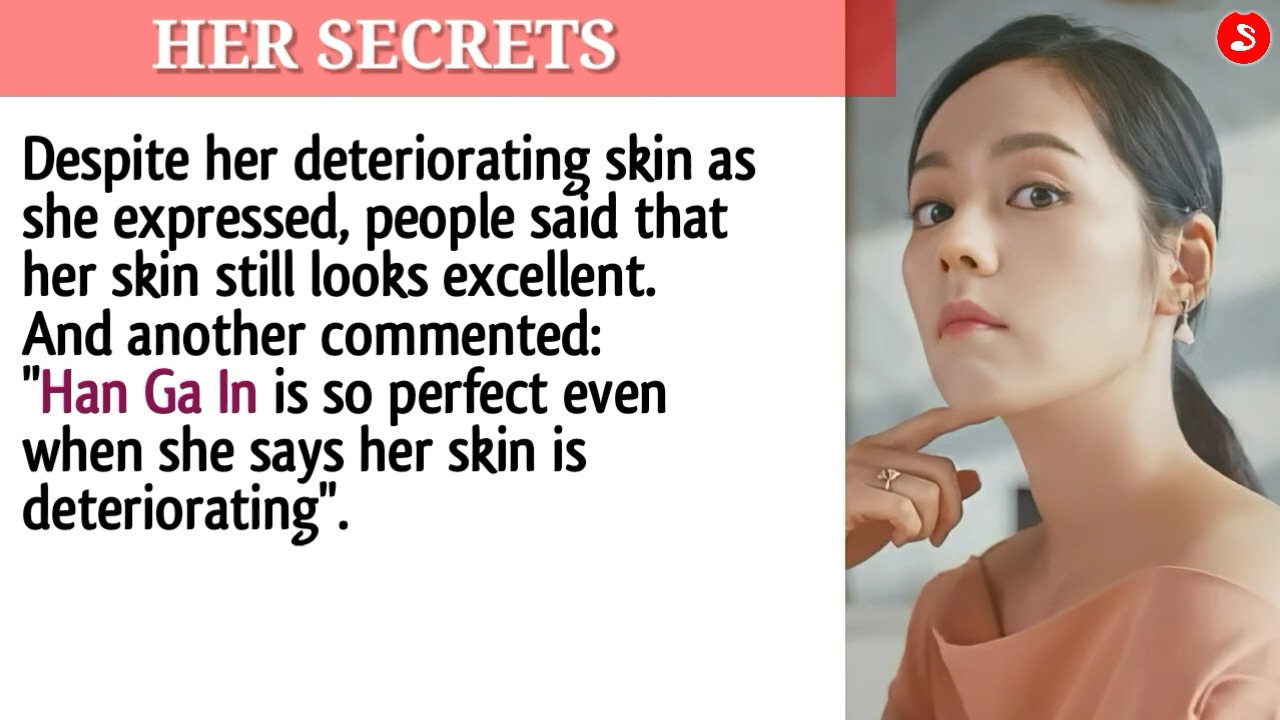 HER SECRETS
S
Despite her deteriorating skin as
she expressed, people said that
her skin still looks excellent.
And another commented:
"Han Ga In is so perfect even
when she says her skin is
deteriorating".